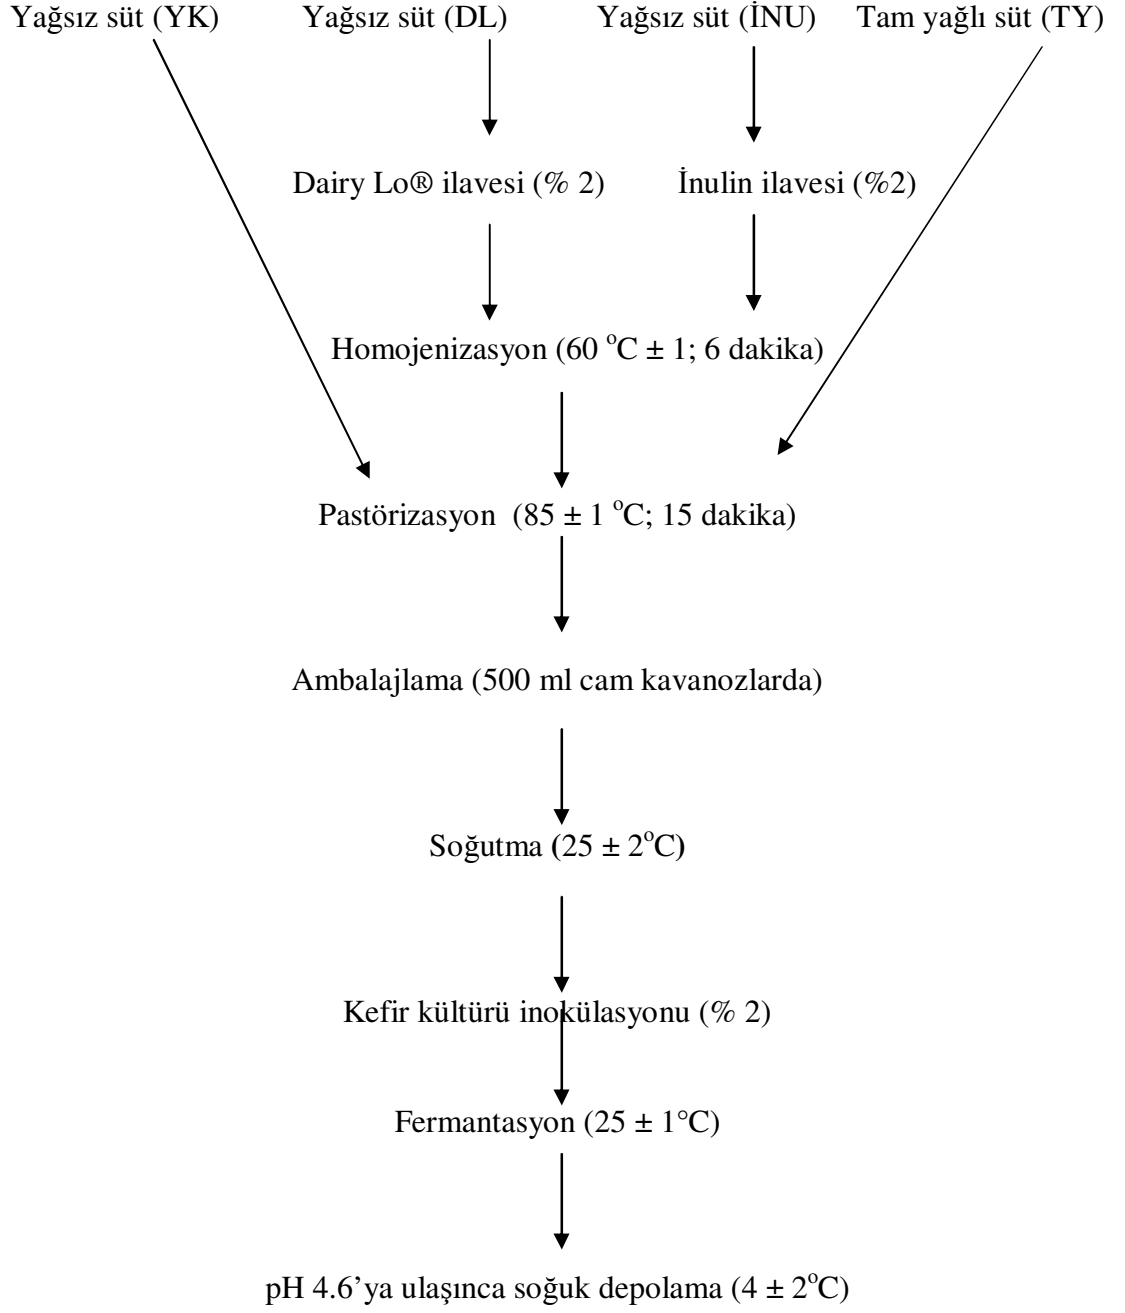 Yağsız süt (YK) Yağsız süt (DL) Yağsız süt (İNU) Tam yağlı süt (TY)
Dairy Lo® ilavesi (% 2) İnulin ilavesi (%2)
Homojenizasyon (60 °C ± 1; 6 dakika)
Pastörizasyon (85 ± 1 °C; 15 dakika)
Ambalajlama (500 ml cam kavanozlarda)
Soğutma (25 ± 2°C)
Kefir kültürü inokülasyonu (% 2)
Fermantasyon (25 ± 1°C)
pH 4.6’ya ulaşınca soğuk depolama (4 ± 2°C)